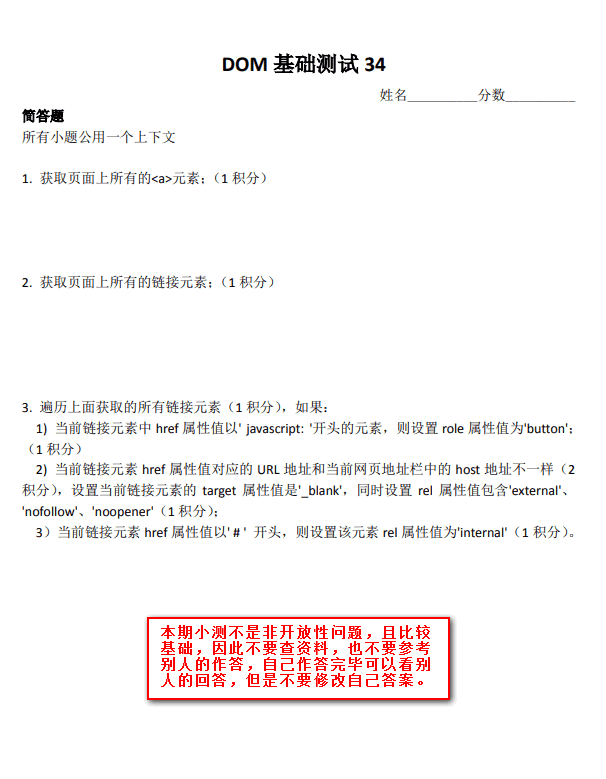 DOM 基础测试 34
姓名__________分数__________
简答题
所有小题公用一个上下文
1. 获取页面上所有的<a>元素;（1 积分）
2. 获取页面上所有的链接元素;（1 积分）
3. 遍历上面获取的所有链接元素（1 积分），如果:
1) 当前链接元素中 href 属性值以' javascript: '开头的元素，则设置 role 属性值为'button';
（1 积分）
2) 当前链接元素 href 属性值对应的 URL 地址和当前网页地址栏中的 host 地址不一样（2
积分），设置当前链接元素的 target 属性值是'_blank'，同时设置 rel 属性值包含'external'、
'nofollow'、'noopener'（1 积分）;
3）当前链接元素 href 属性值以' # ' 开头，则设置该元素 rel 属性值为'internal'（1 积分）。
本期小测不是非开放性问题，且比较
基础，因此不要查资料，也不要参考
别人的作答，自己作答完毕可以看别
人的回答，但是不要修改自己答案。